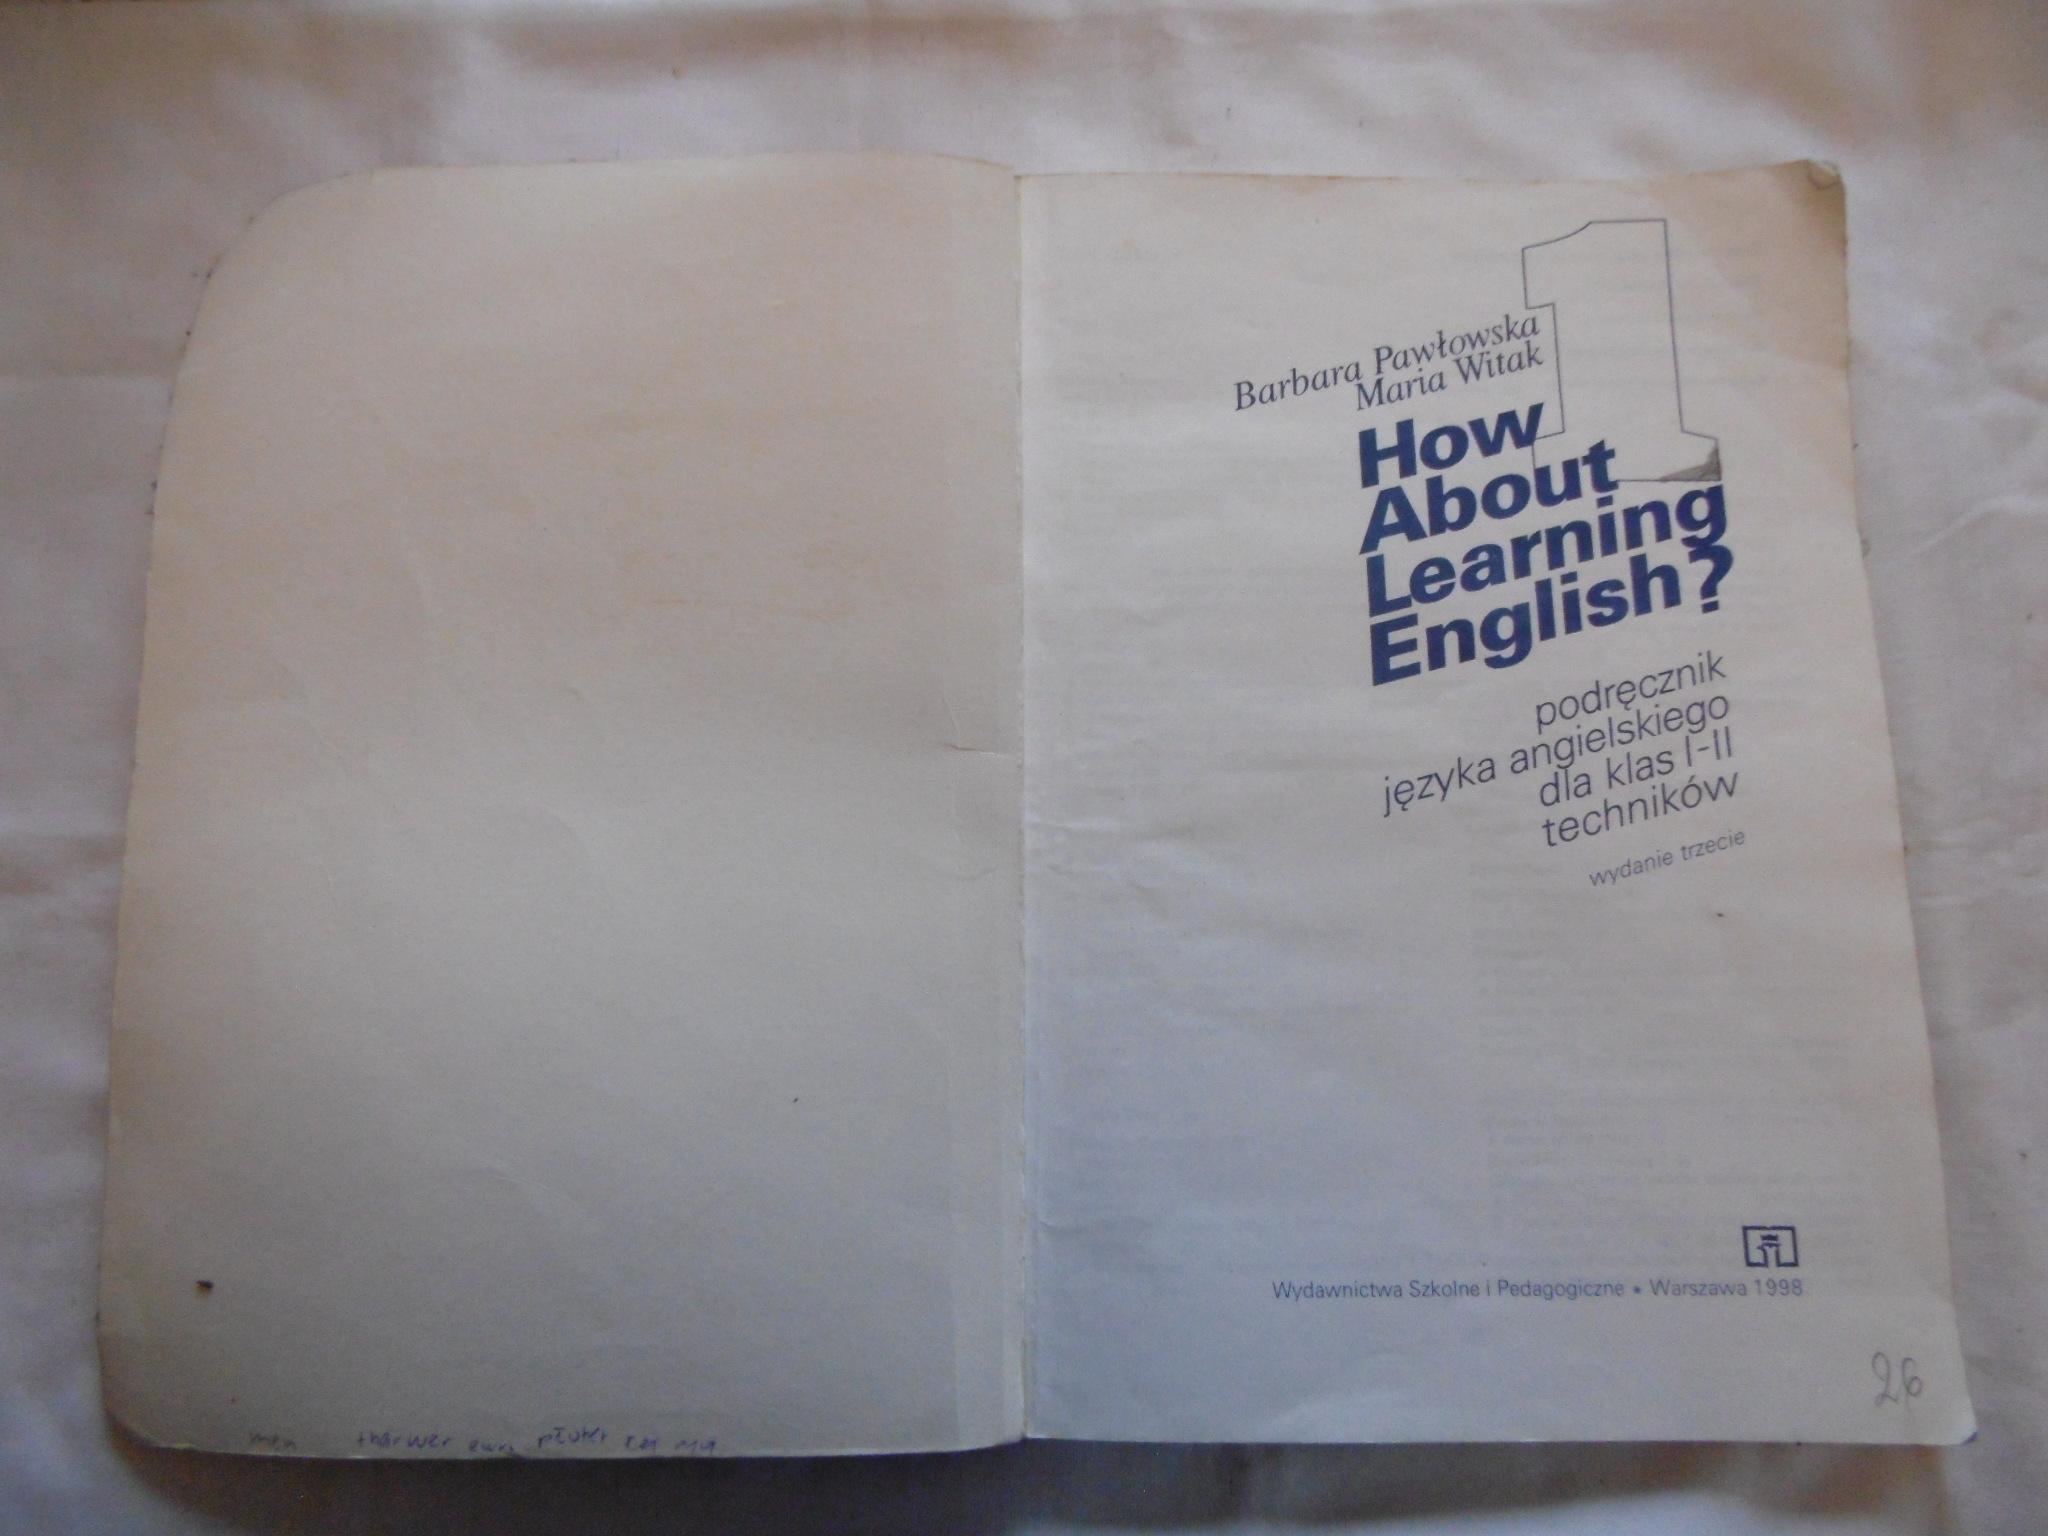 men
1
Barbara Pawłowska
Maria Witak
How
About
Learning
English?
podręcznik
języka angielskiego
dla klas I-II
techników
wydanie trzecie
Wydawnictwa Szkolne i Pedagogiczne • Warszawa 1998
26